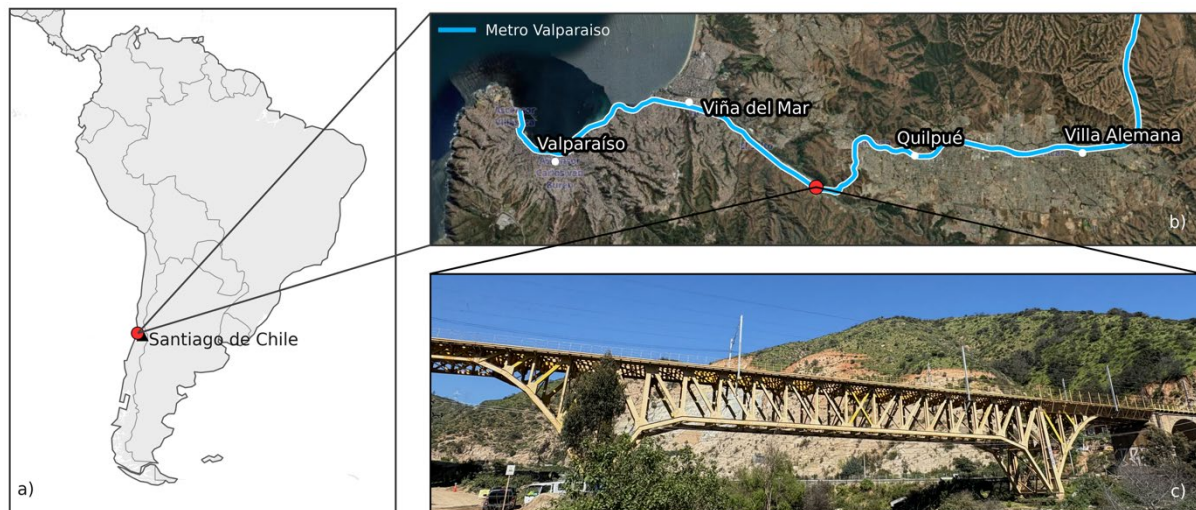 Santiago de Chile
a)
Metro Valparaiso
Viña del Mar
Valparaíso
Quilpué
Villa Alemana
b)
c)